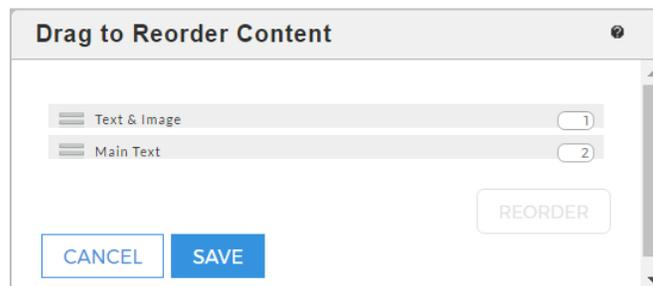 Drag to Reorder Content ?
Text & Image 1
Main Text 2
REORDER
CANCEL SAVE